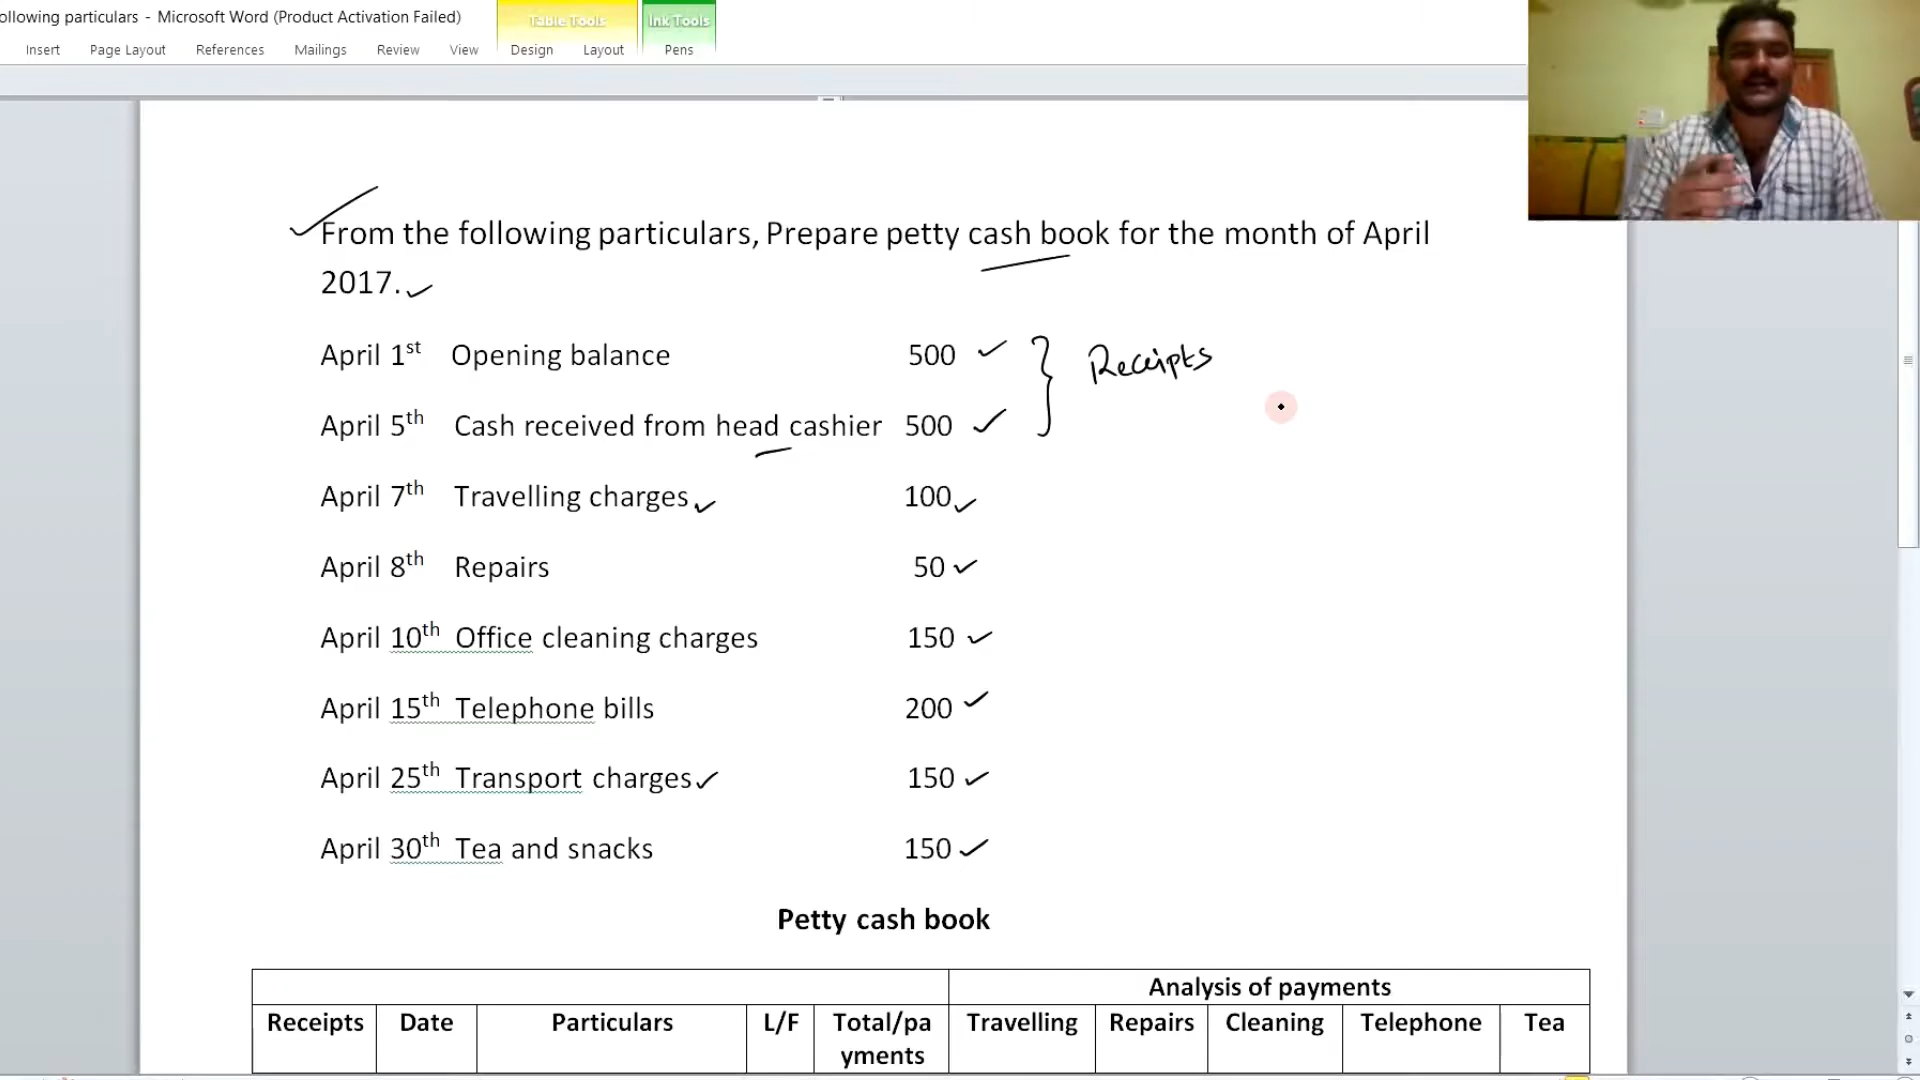 ollowing particulars - Microsoft Word (Product Activation Failed)
Table Tools
Ink Tools
Insert Page Layout References Mailings Review View Design Layout Pens
From the following particulars, Prepare petty cash book for the month of April
2017.
April 1st Opening balance 500
Receipts
April 5th Cash received from head cashier 500
April 7th Travelling charges 100
April 8th Repairs 50
April 10th Office cleaning charges 150
April 15th Telephone bills 200
April 25th Transport charges 150
April 30th Tea and snacks 150
Petty cash book
Analysis of payments
Receipts Date Particulars L/F Total/pa Travelling Repairs Cleaning Telephone Tea
yments